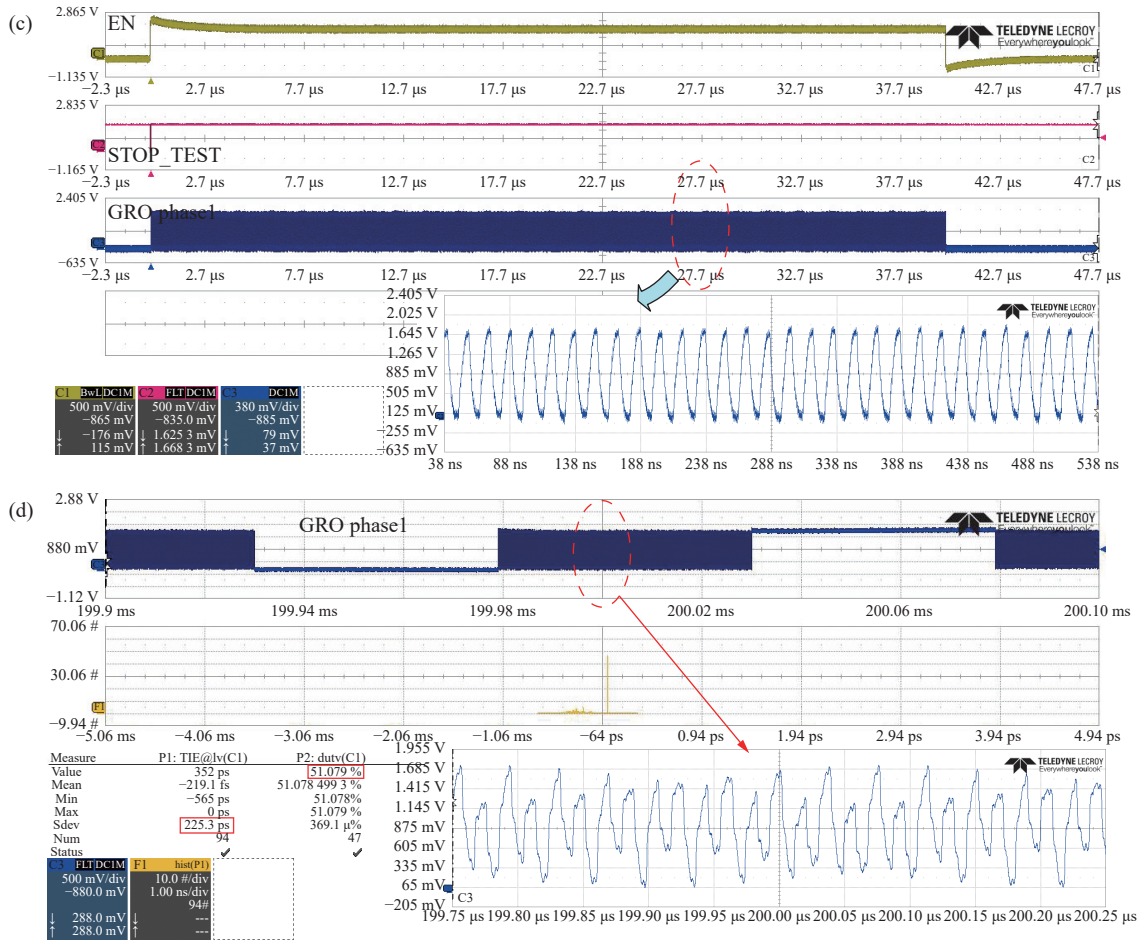 (c)
2.865 V
EN
TELEDYNE LECROY
Everywhereyoulook
C1
C1
−1.135 V
−2.3 μs 2.7 μs 7.7 μs 12.7 μs 17.7 μs 22.7 μs 27.7 μs 32.7 μs 37.7 μs 42.7 μs 47.7 μs
2.835 V
C2
STOP_TEST
C2
−1.165 V
−2.3 μs 2.7 μs 7.7 μs 12.7 μs 17.7 μs 22.7 μs 27.7 μs 32.7 μs 37.7 μs 42.7 μs 47.7 μs
2.405 V
GRO phase1
C3
−635 V
−2.3 μs 2.7 μs 7.7 μs 12.7 μs 17.7 μs 22.7 μs 27.7 μs 32.7 μs 37.7 μs 42.7 μs 47.7 μs
2.405 V
2.025 V
1.645 V
1.265 V
885 mV
505 mV
125 mV
−255 mV
−635 mV
TELEDYNE LECROY
Everywhereyoulook
38 ns 88 ns 138 ns 188 ns 238 ns 288 ns 338 ns 388 ns 438 ns 488 ns 538 ns
C1 BwL DC1M C2 FLT DC1M C3 DC1M
500 mV/div 500 mV/div 380 mV/div
−865 mV −835.0 mV −885 mV
↓ −176 mV ↓ 1.625 3 mV ↓ 79 mV
↑ 115 mV ↑ 1.668 3 mV ↑ 37 mV
(d)
2.88 V
GRO phase1
TELEDYNE LECROY
Everywhereyoulook
880 mV
−1.12 V
199.9 ms 199.94 ms 199.98 ms 200.02 ms 200.06 ms 200.10 ms
70.06 #
30.06 #
F1
−9.94 #
−5.06 ms −4.06 ms −3.06 ms −2.06 ms −1.06 ms −64 ps 0.94 ps 1.94 ps 2.94 ps 3.94 ps 4.94 ps
Measure P1: TIE@lv(C1) P2: dutv(C1)
Value 352 ps 51.079 %
Mean −219.1 fs 51.078 499 3 %
Min −565 ps 51.078%
Max 0 ps 51.079 %
Sdev 225.3 ps 369.1 μ%
Num 94 47
Status ✓ ✓
C3 FLT DC1M F1 hist(P1)
500 mV/div 10.0 #/div
−880.0 mV 1.00 ns/div
94#
↓ 288.0 mV ↓ ---
↑ 288.0 mV ↑ ---
1.955 mV
1.685 mV
1.415 mV
1.145 mV
875 mV
605 mV
335 mV
65 mV
−205 mV
TELEDYNE LECROY
Everywhereyoulook
C3
199.75 μs 199.80 μs 199.85 μs 199.90 μs 199.95 μs 200.00 μs 200.05 μs 200.10 μs 200.15 μs 200.20 μs 200.25 μs